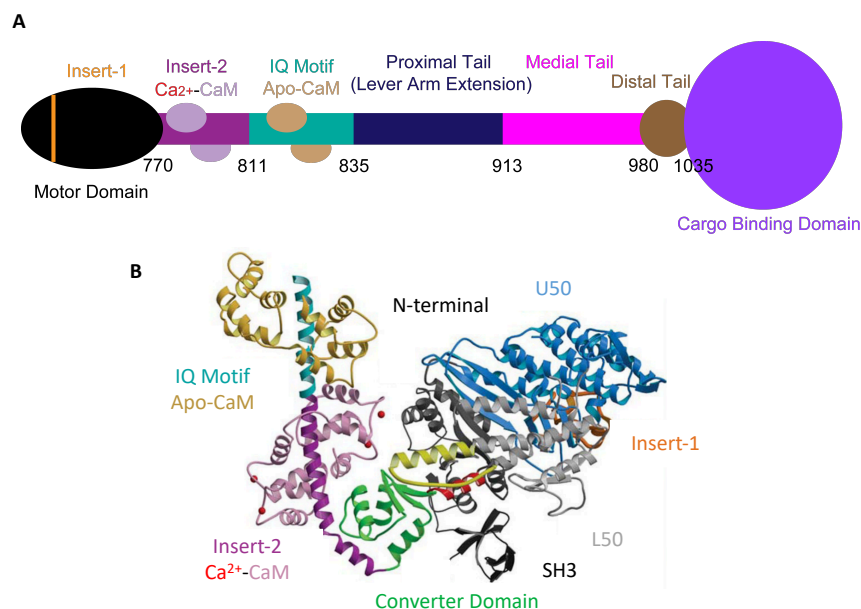 A
Insert-1
Insert-2
Ca2+-CaM
IQ Motif
Apo-CaM
Proximal Tail
(Lever Arm Extension)
Medial Tail
Distal Tail
770
811
835
913
980
1035
Motor Domain
Cargo Binding Domain
B
N-terminal
U50
IQ Motif
Apo-CaM
Insert-1
Insert-2
Ca²⁺-CaM
L50
SH3
Converter Domain